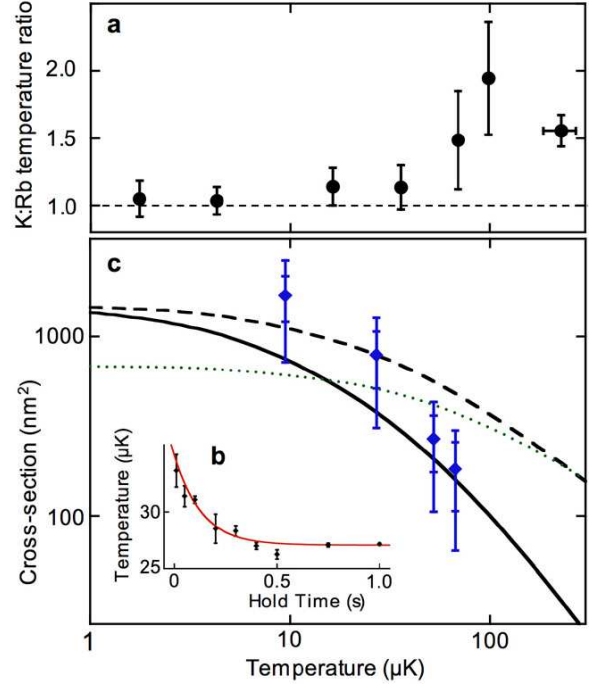 a
K:Rb temperature ratio
2.0
1.5
1.0
c
Cross-section (nm²)
1000
100
b
Temperature (µK)
30
25
0
0.5
1.0
Hold Time (s)
1
10
100
Temperature (µK)